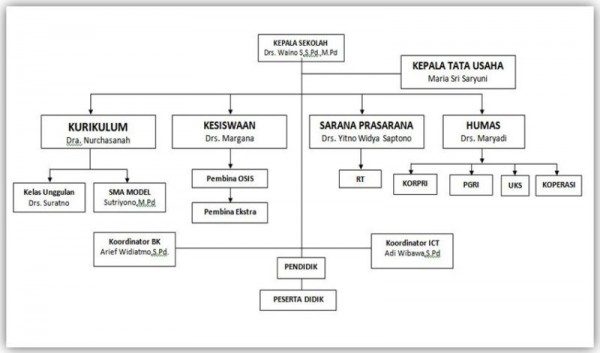 KEPALA SEKOLAH
Drs. Waino S,S.Pd.,M.Pd
KEPALA TATA USAHA
Maria Sri Saryuni
KURIKULUM
Dra. Nurchasanah
KESISWAAN
Drs. Margana
SARANA PRASARANA
Drs. Yitno Widya Saptono
HUMAS
Drs. Maryadi
Kelas Unggulan
Drs. Suratno
SMA MODEL
Sutriyono,M.Pd
Pembina OSIS
Pembina Ekstra
RT
KORPRI
PGRI
UKS
KOPERASI
Koordinator BK
Arief Widiatmo,S.Pd.
Koordinator ICT
Adi Wibawa,S.Pd
PENDIDIK
PESERTA DIDIK